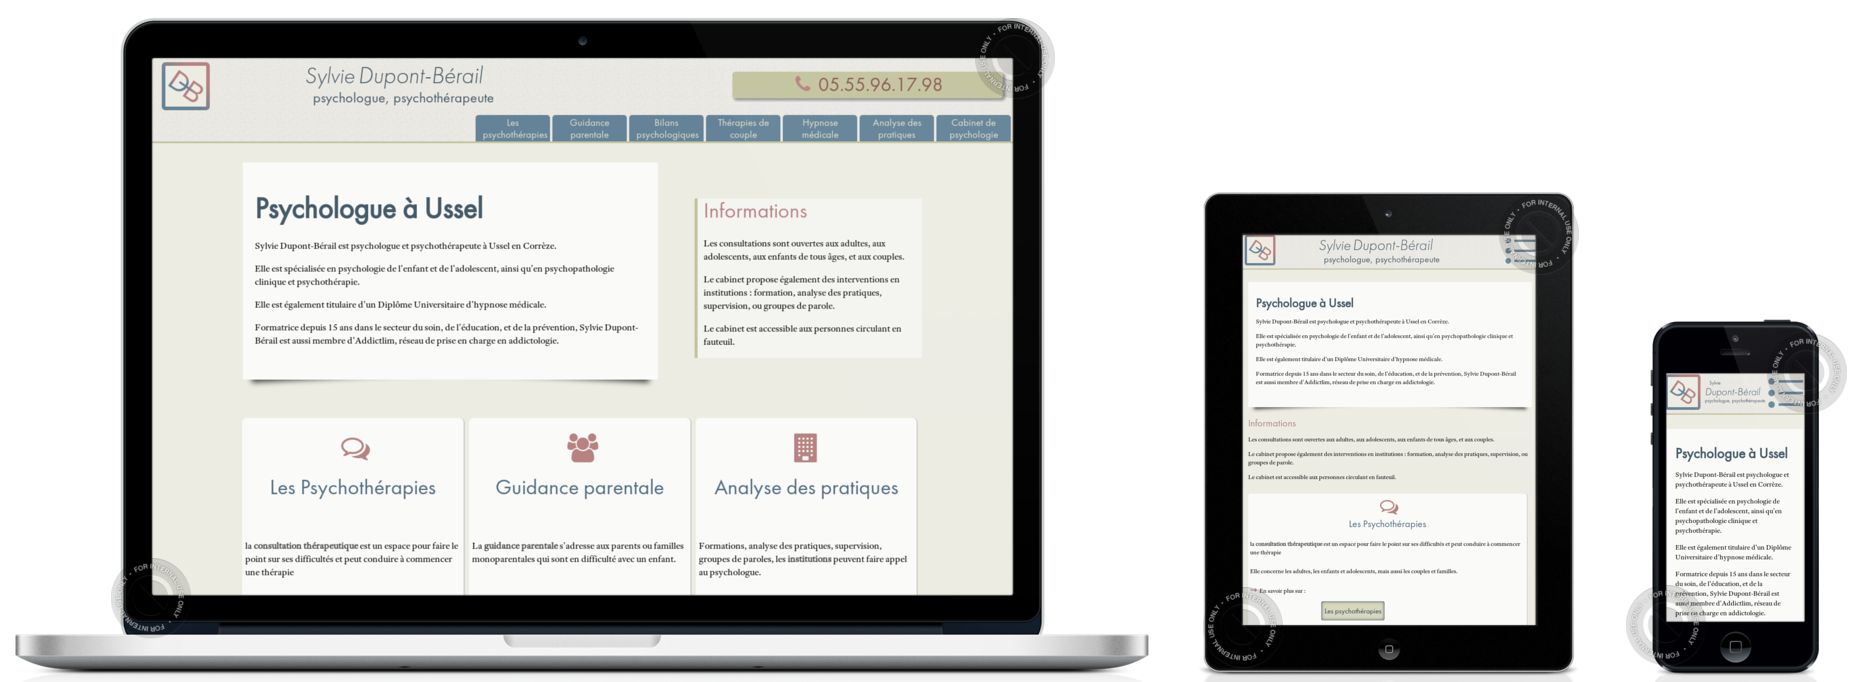 Sylvie Dupont-Bérail
psychologue, psychothérapeute
05.55.96.17.98
Les psychothérapies
Guidance parentale
Bilans psychologiques
Thérapies de couple
Hypnose médicale
Analyse des pratiques
Cabinet de psychologie
Psychologue à Ussel
Sylvie Dupont-Bérail est psychologue et psychothérapeute à Ussel en Corrèze.
Elle est spécialisée en psychologie de l'enfant et de l'adolescent, ainsi qu'en psychopathologie
clinique et psychothérapie.
Elle est également titulaire d'un Diplôme Universitaire d'hypnose médicale.
Formatrice depuis 15 ans dans le secteur du soin, de l'éducation, et de la prévention, Sylvie Dupont-
Bérail est aussi membre d'Addictlim, réseau de prise en charge en addictologie.
Informations
Les consultations sont ouvertes aux adultes, aux
adolescents, aux enfants de tous âges, et aux couples.
Le cabinet propose également des interventions en
institutions : formation, analyse des pratiques,
supervision, ou groupes de parole.
Le cabinet est accessible aux personnes circulant en
fauteuil.
Les Psychothérapies
la consultation thérapeutique est un espace pour faire le
point sur ses difficultés et peut conduire à commencer
une thérapie
Guidance parentale
La guidance parentale s'adresse aux parents ou familles
monoparentales qui sont en difficulté avec un enfant.
Analyse des pratiques
Formations, analyse des pratiques, supervision,
groupes de paroles, les institutions peuvent faire appel
au psychologue.
FOR INTERNAL USE ONLY
FOR INTERNAL USE ONLY
Sylvie Dupont-Bérail
psychologue, psychothérapeute
Psychologue à Ussel
Sylvie Dupont-Bérail est psychologue et psychothérapeute à Ussel en Corrèze.
Elle est spécialisée en psychologie de l'enfant et de l'adolescent, ainsi qu'en psychopathologie clinique et
psychothérapie.
Elle est également titulaire d'un Diplôme Universitaire d'hypnose médicale.
Formatrice depuis 15 ans dans le secteur du soin, de l'éducation, et de la prévention, Sylvie Dupont-Bérail
est aussi membre d'Addictlim, réseau de prise en charge en addictologie.
Informations
Les consultations sont ouvertes aux adultes, aux adolescents, aux enfants de tous âges, et aux couples.
Le cabinet propose également des interventions en institutions : formation, analyse des pratiques, supervision, ou
groupes de parole.
Le cabinet est accessible aux personnes circulant en fauteuil.
Les Psychothérapies
la consultation thérapeutique est un espace pour faire le point sur ses difficultés et peut conduire à commencer
une thérapie
Elle concerne les adultes, les enfants et adolescents, mais aussi les couples et familles.
En savoir plus sur :
Les psychothérapies
FOR INTERNAL USE ONLY
FOR INTERNAL USE ONLY
Sylvie
Dupont-Bérail
psychologue, psychothérapeute
Psychologue à Ussel
Sylvie Dupont-Bérail est psychologue et
psychothérapeute à Ussel en Corrèze.
Elle est spécialisée en psychologie de
l'enfant et de l'adolescent, ainsi qu'en
psychopathologie clinique et
psychothérapie.
Elle est également titulaire d'un Diplôme
Universitaire d'hypnose médicale.
Formatrice depuis 15 ans dans le secteur
du soin, de l'éducation, et de la
prévention, Sylvie Dupont-Bérail est
aussi membre d'Addictlim, réseau de
prise en charge en addictologie.
FOR INTERNAL USE ONLY
FOR INTERNAL USE ONLY